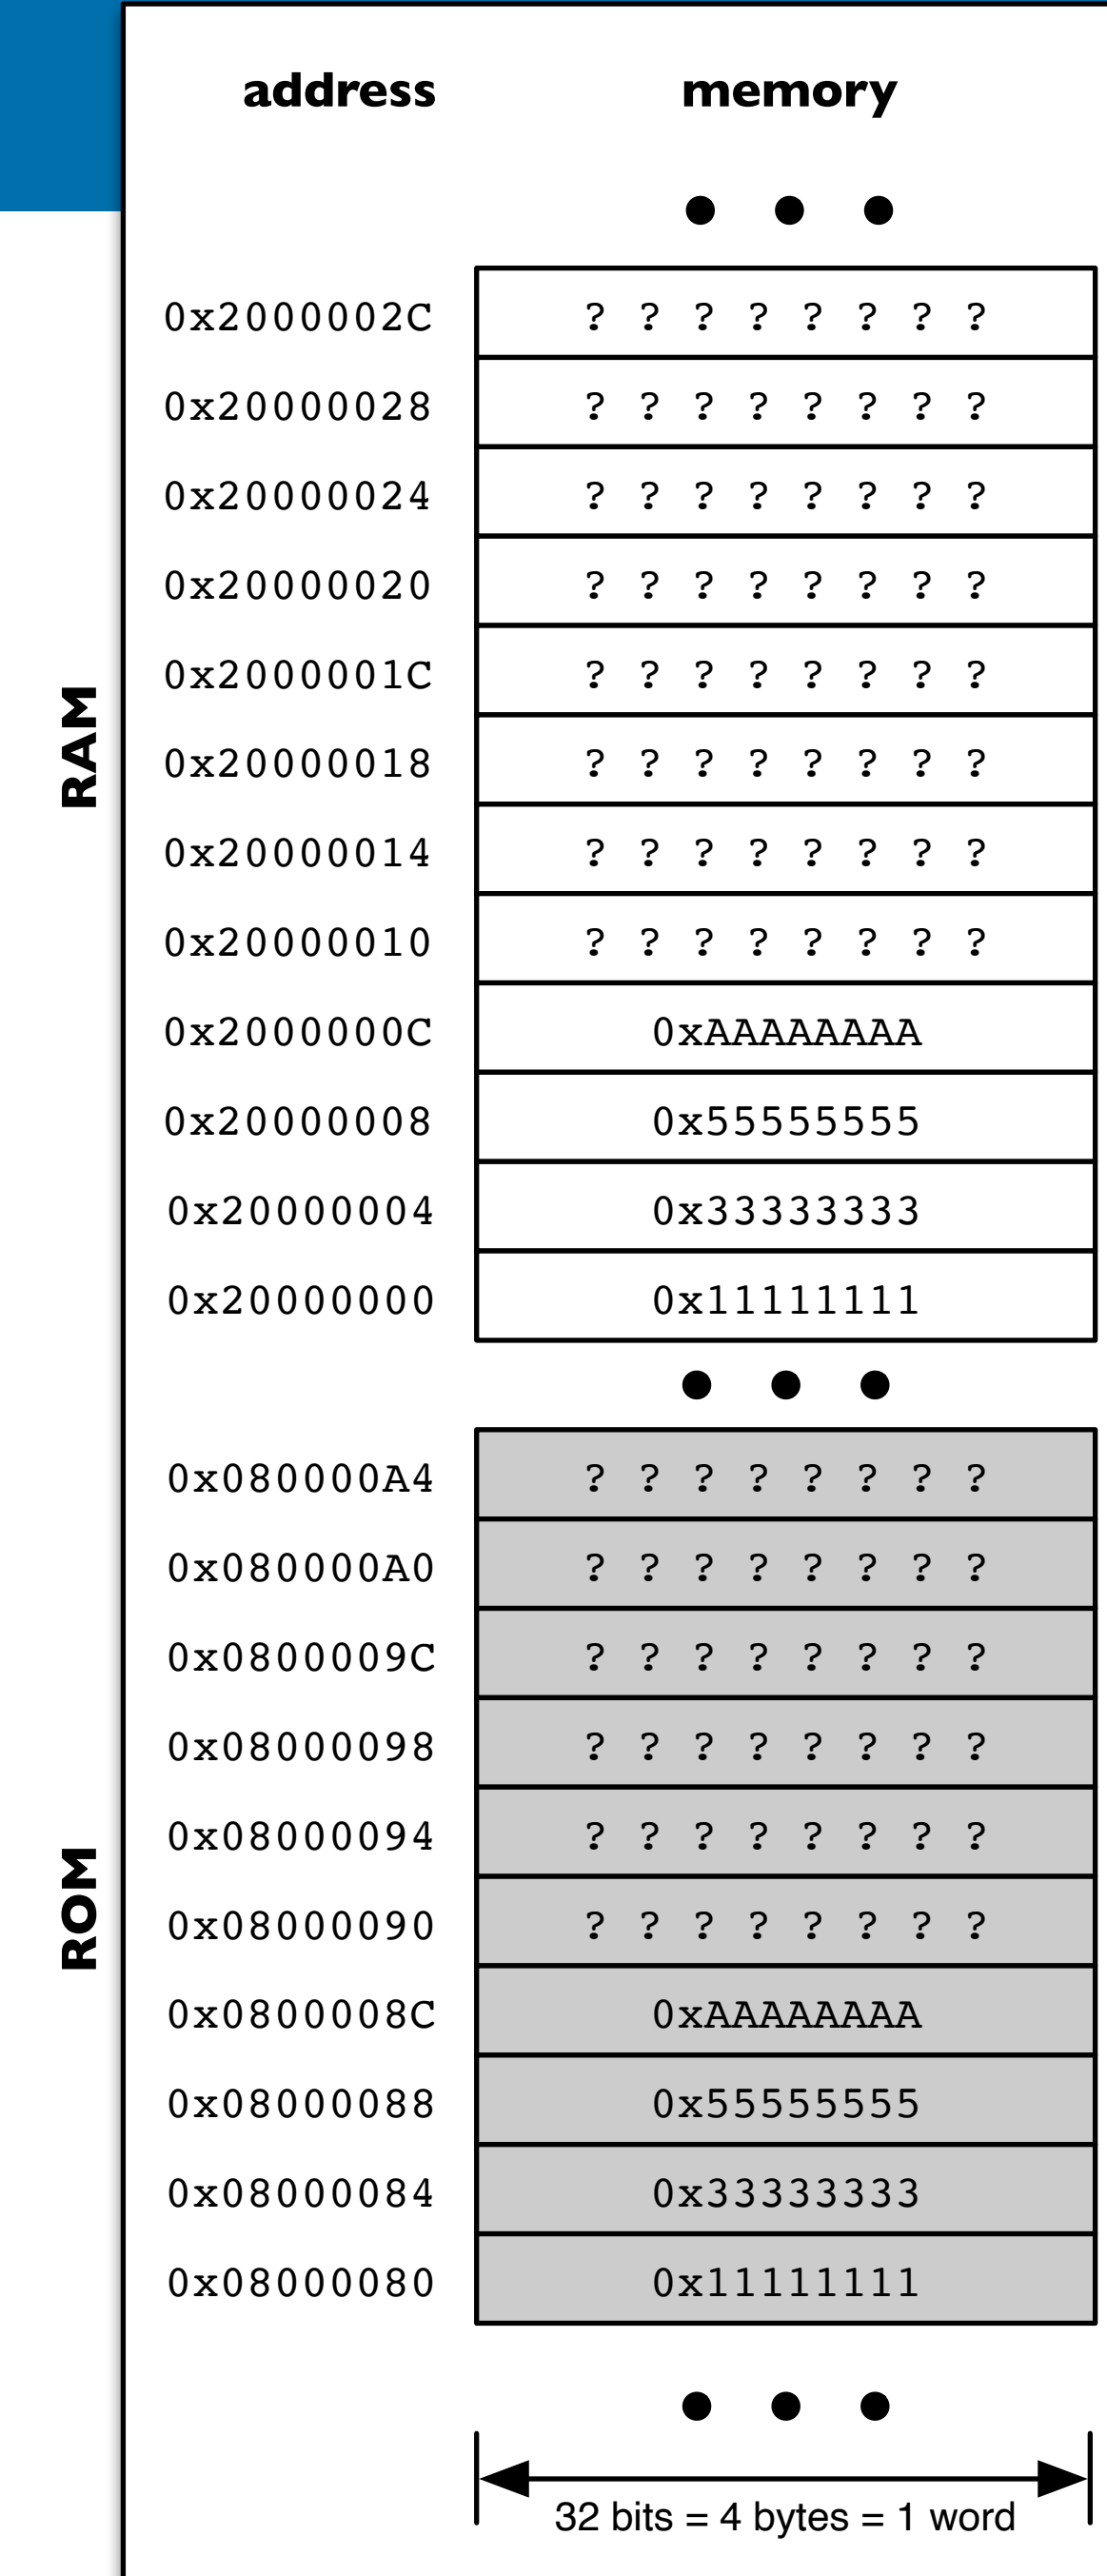 address memory
0x2000002C ? ? ? ? ? ? ? ?
0x20000028 ? ? ? ? ? ? ? ?
0x20000024 ? ? ? ? ? ? ? ?
0x20000020 ? ? ? ? ? ? ? ?
0x2000001C ? ? ? ? ? ? ? ?
0x20000018 ? ? ? ? ? ? ? ?
0x20000014 ? ? ? ? ? ? ? ?
0x20000010 ? ? ? ? ? ? ? ?
0x2000000C 0xAAAAAAAA
0x20000008 0x55555555
0x20000004 0x33333333
0x20000000 0x11111111
RAM
0x080000A4 ? ? ? ? ? ? ? ?
0x080000A0 ? ? ? ? ? ? ? ?
0x0800009C ? ? ? ? ? ? ? ?
0x08000098 ? ? ? ? ? ? ? ?
0x08000094 ? ? ? ? ? ? ? ?
0x08000090 ? ? ? ? ? ? ? ?
0x0800008C 0xAAAAAAAA
0x08000088 0x55555555
0x08000084 0x33333333
0x08000080 0x11111111
ROM
32 bits = 4 bytes = 1 word